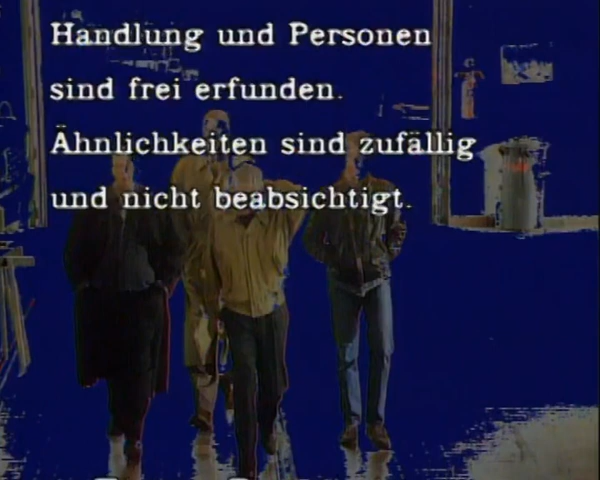 Handlung und Personen
sind frei erfunden.
Ähnlichkeiten sind zufällig
und nicht beabsichtigt.